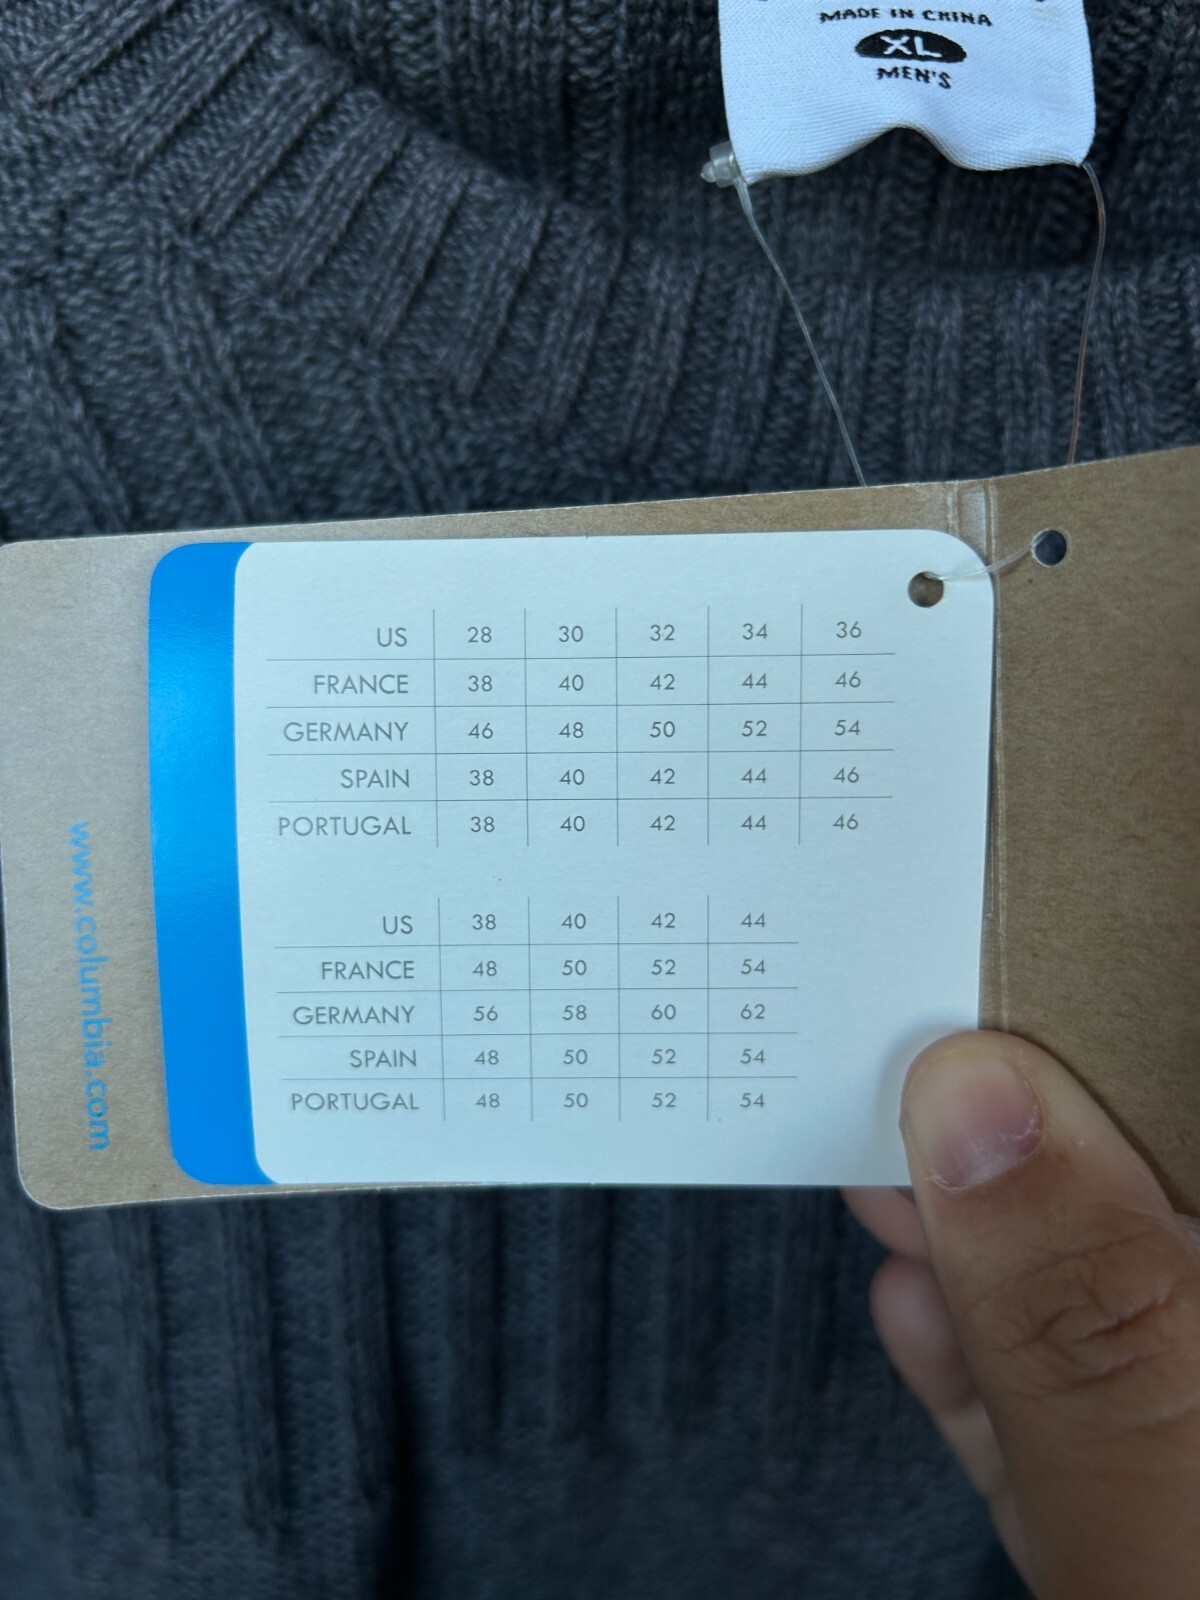 MADE IN CHINA
XL
MEN'S
US 28 30 32 34 36
FRANCE 38 40 42 44 46
GERMANY 46 48 50 52 54
SPAIN 38 40 42 44 46
PORTUGAL 38 40 42 44 46
US 38 40 42 44
FRANCE 48 50 52 54
GERMANY 56 58 60 62
SPAIN 48 50 52 54
PORTUGAL 48 50 52 54
www.columbia.com